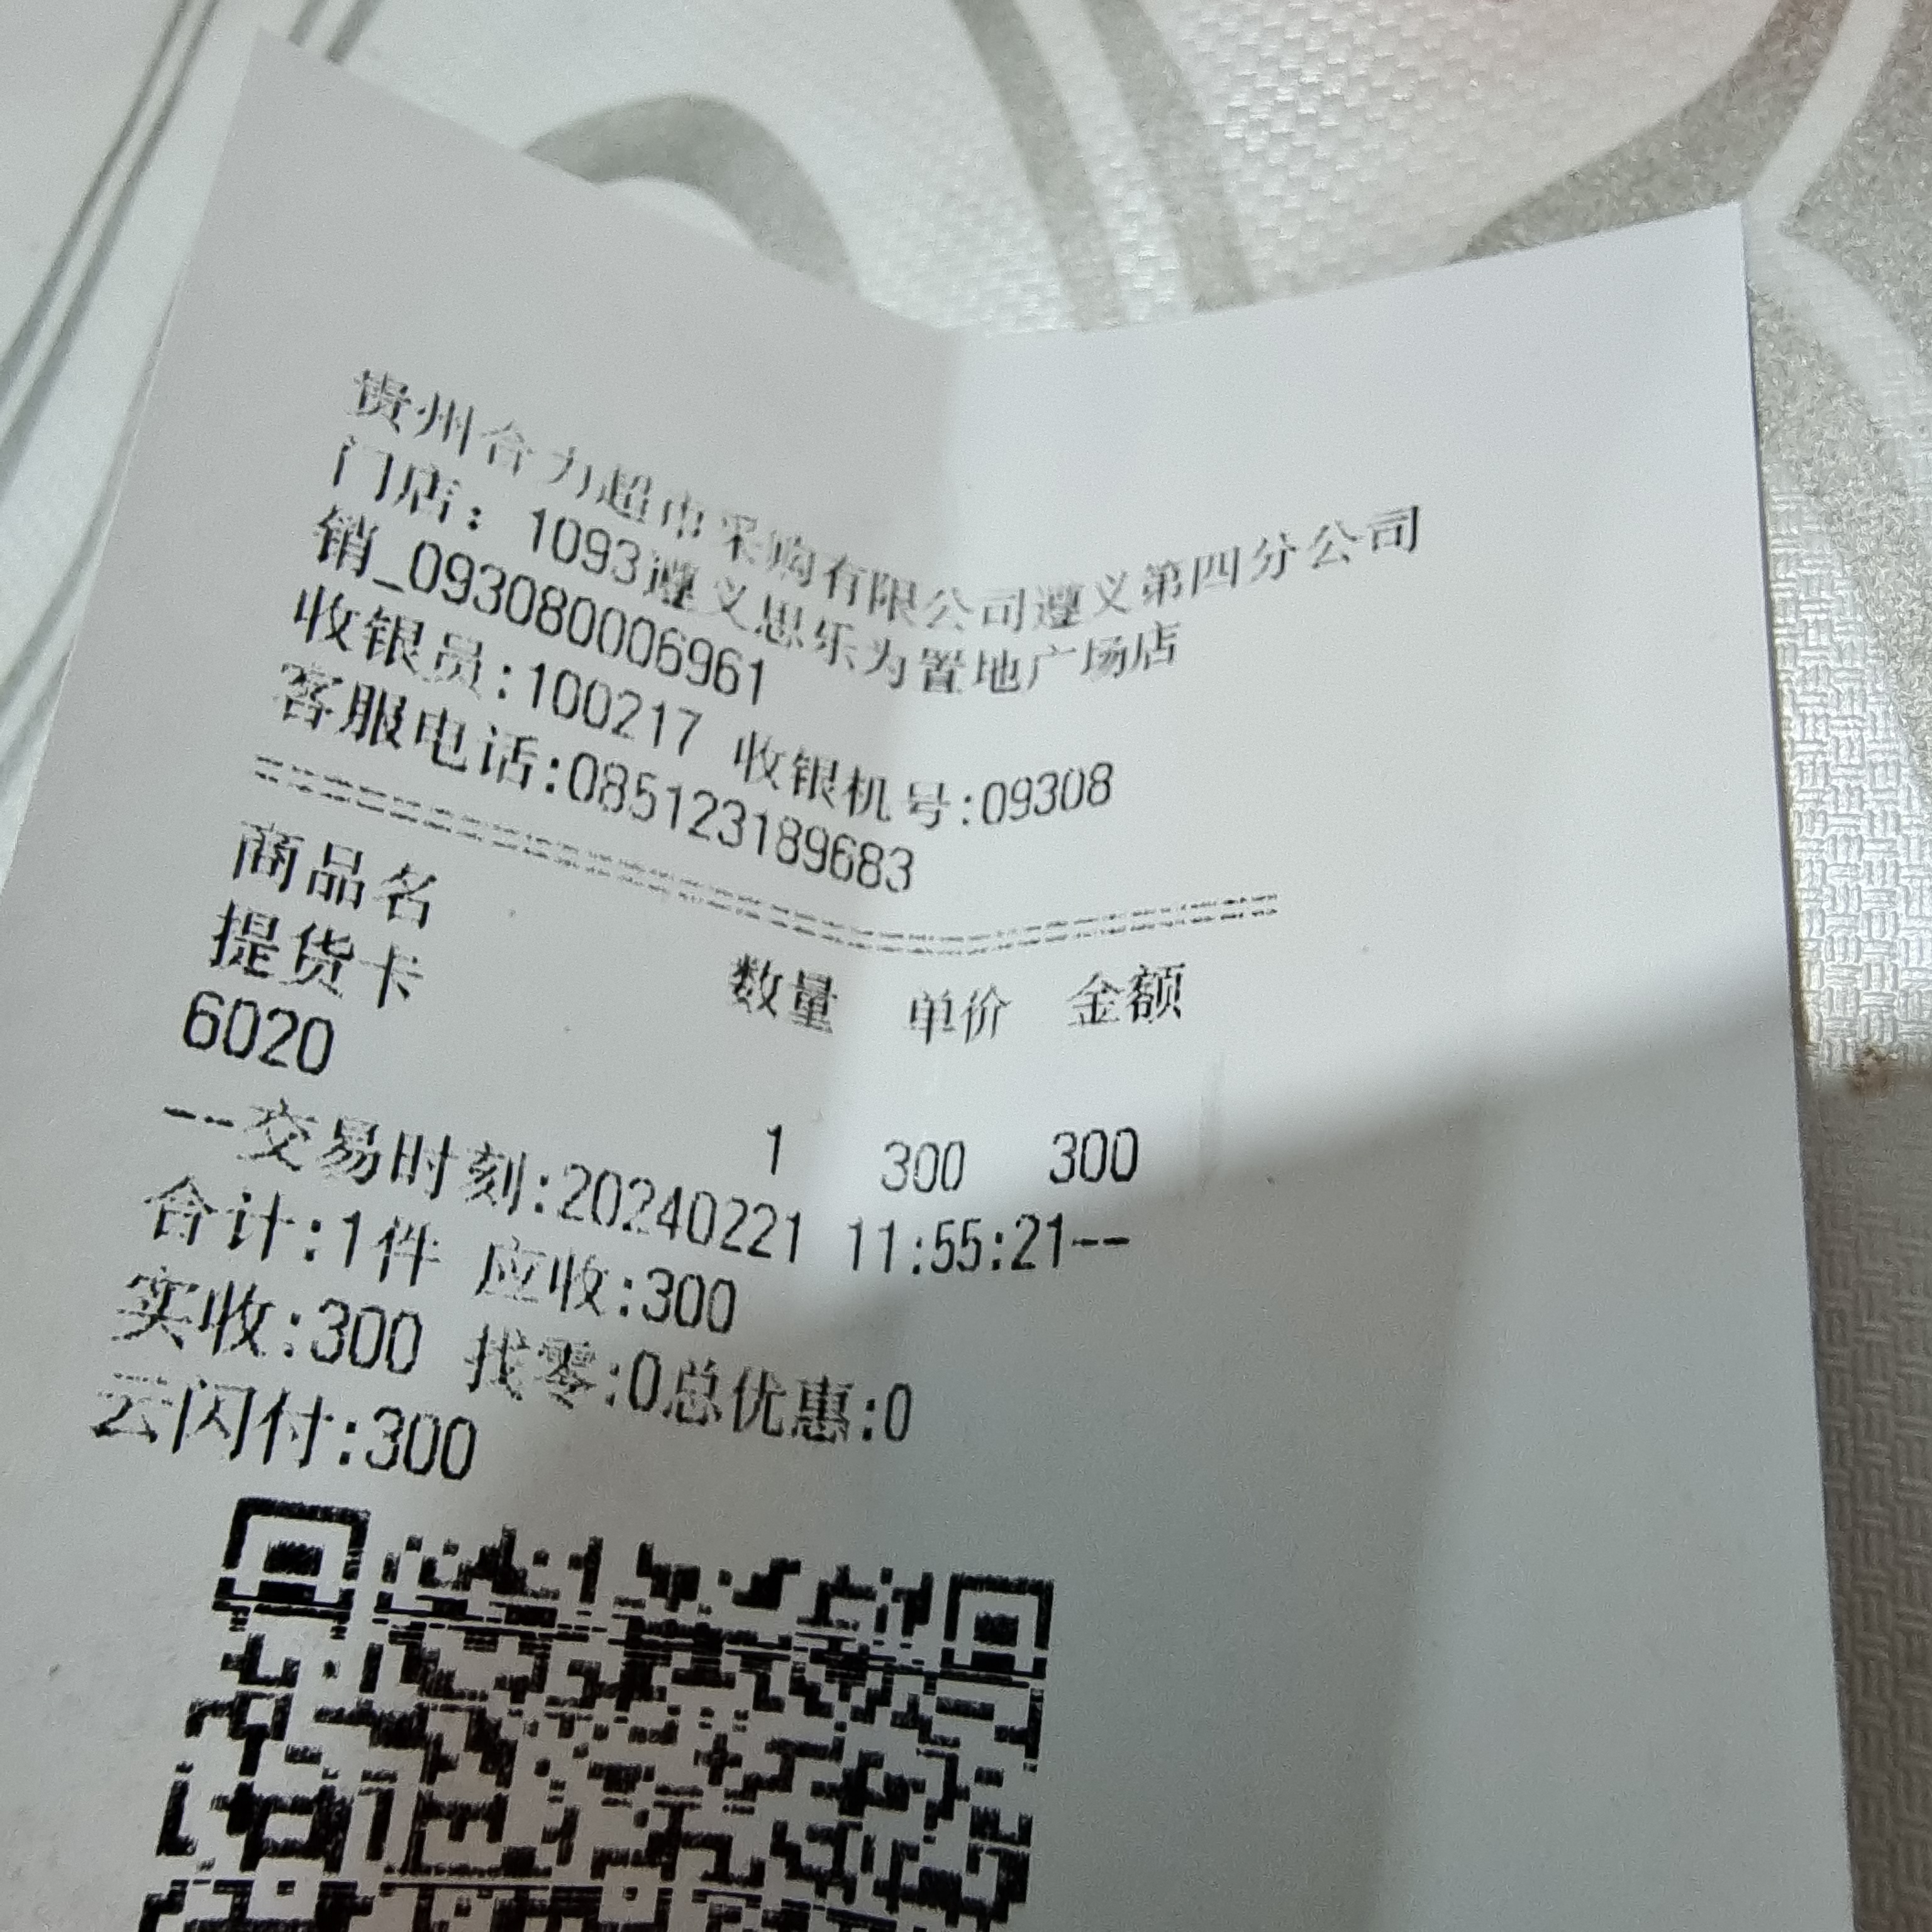 贵州合力超市采购有限公司遵义第四分公司
门店：1093遵义思乐为置地广场店
销_093080006961
收银员:100217 收银机号:09308
客服电话:085123189683
商品名 数量 单价 金额
提货卡
6020
1 300 300
--交易时刻:20240221 11:55:21--
合计:1件 应收:300
实收:300 找零:0总优惠:0
云闪付:300